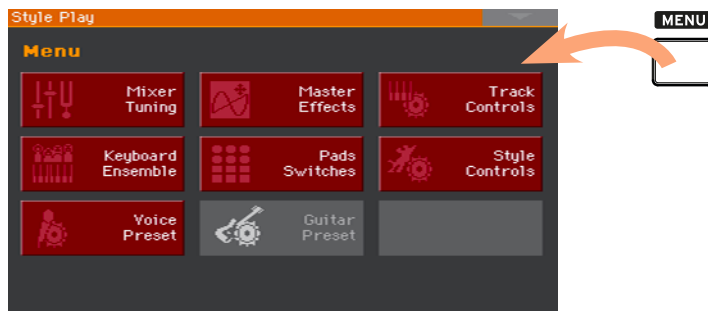 Style Play
MENU
Menu
Mixer
Tuning
Master
Effects
Track
Controls
Keyboard
Ensemble
Pads
Switches
Style
Controls
Voice
Preset
Guitar
Preset